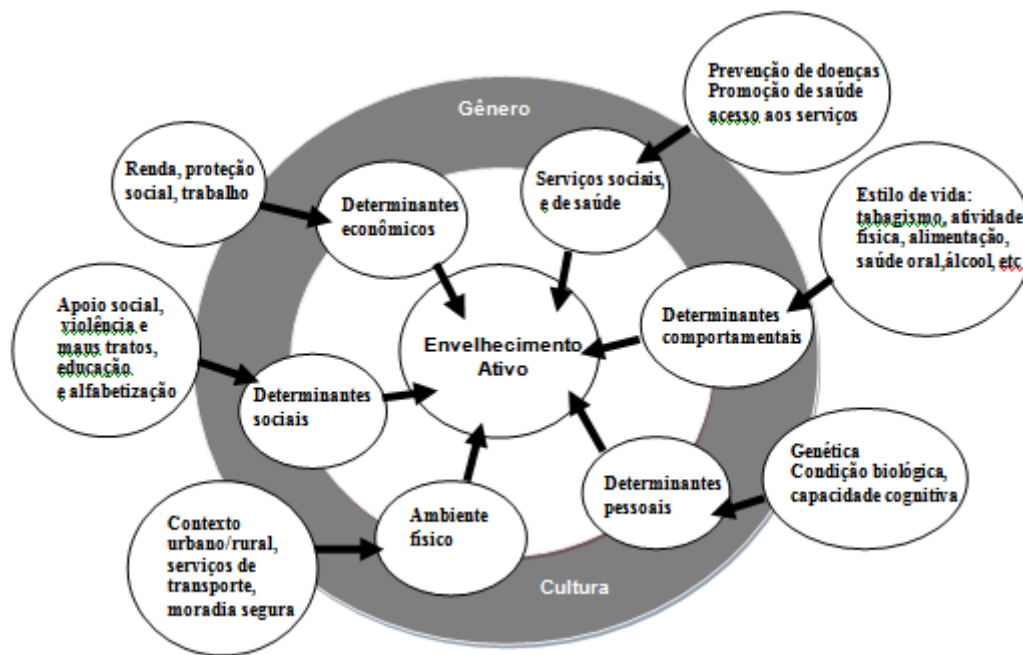 Gênero
Prevenção de doenças
Promoção de saúde
acesso aos serviços
Renda, proteção
social, trabalho
Determinantes
econômicos
Serviços sociais,
e de saúde
Estilo de vida:
tabagismo, atividade
física, alimentação,
saúde oral,álcool, etc
Apoio social,
violência e
maus tratos,
educação
e alfabetização
Determinantes
sociais
Envelhecimento
Ativo
Determinantes
comportamentais
Genética
Condição biológica,
capacidade cognitiva
Determinantes
pessoais
Ambiente
físico
Contexto
urbano/rural,
serviços de
transporte,
moradia segura
Cultura